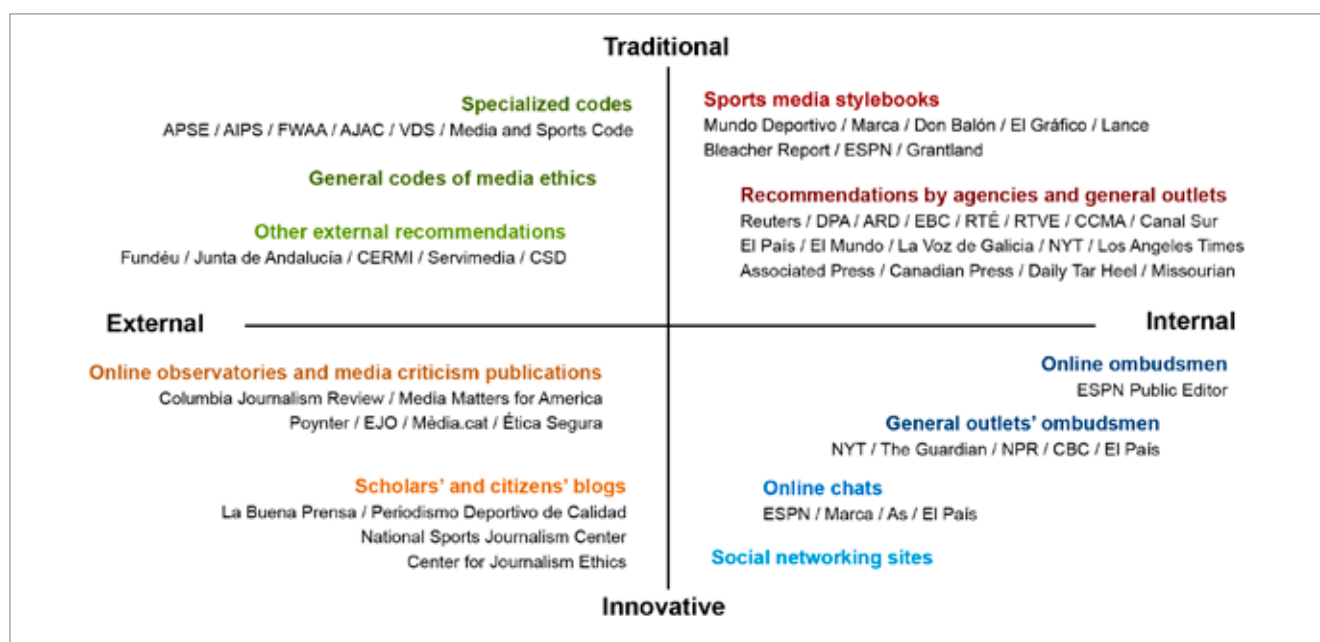 Traditional
Specialized codes
APSE / AIPS / FWAA / AJAC / VDS / Media and Sports Code
General codes of media ethics
Other external recommendations
Fundéu / Junta de Andalucía / CERMI / Servimedia / CSD
Sports media stylebooks
Mundo Deportivo / Marca / Don Balón / El Gráfico / Lance
Bleacher Report / ESPN / Grantland
Recommendations by agencies and general outlets
Reuters / DPA / ARD / EBC / RTÉ / RTVE / CCMA / Canal Sur
El País / El Mundo / La Voz de Galicia / NYT / Los Angeles Times
Associated Press / Canadian Press / Daily Tar Heel / Missourian
External
Internal
Online observatories and media criticism publications
Columbia Journalism Review / Media Matters for America
Poynter / EJO / Mèdia.cat / Ética Segura
Scholars' and citizens' blogs
La Buena Prensa / Periodismo Deportivo de Calidad
National Sports Journalism Center
Center for Journalism Ethics
Online ombudsmen
ESPN Public Editor
General outlets' ombudsmen
NYT / The Guardian / NPR / CBC / El País
Online chats
ESPN / Marca / As / El País
Social networking sites
Innovative